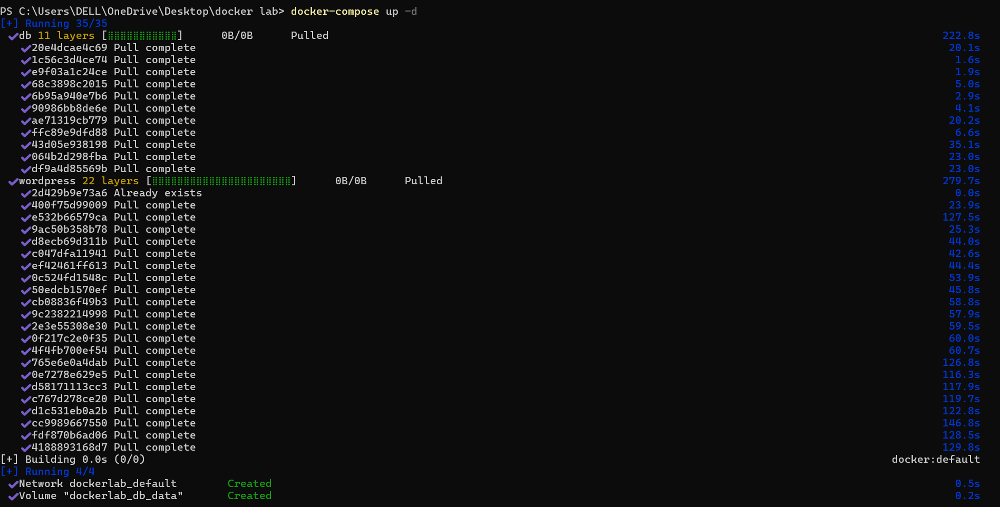 PS C:\Users\DELL\OneDrive\Desktop\docker lab> docker-compose up -d
[+] Running 35/35
✔db 11 layers [⣿⣿⣿⣿⣿⣿⣿⣿⣿⣿⣿] 0B/0B Pulled 222.8s
✔20e4dcae4c69 Pull complete 20.1s
✔1c56c3d4ce74 Pull complete 1.6s
✔e9f03a1c24ce Pull complete 1.9s
✔68c3898c2015 Pull complete 5.0s
✔6b95a940e7b6 Pull complete 2.9s
✔90986bb8de6e Pull complete 4.1s
✔ae71319cb779 Pull complete 20.2s
✔ffc89e9dfd88 Pull complete 6.6s
✔43d05e938198 Pull complete 35.1s
✔064b2d298fba Pull complete 23.0s
✔df9a4d85569b Pull complete 23.0s
✔wordpress 22 layers [⣿⣿⣿⣿⣿⣿⣿⣿⣿⣿⣿⣿⣿⣿⣿⣿⣿⣿⣿⣿⣿⣿] 0B/0B Pulled 279.7s
✔2d429b9e73a6 Already exists 0.0s
✔400f75d99009 Pull complete 23.9s
✔e532b66579ca Pull complete 127.5s
✔9ac50b358b78 Pull complete 25.3s
✔d8ecb69d311b Pull complete 44.0s
✔c047dfa11941 Pull complete 42.6s
✔ef42461ff613 Pull complete 44.4s
✔0c524fd1548c Pull complete 53.9s
✔50edcb1570ef Pull complete 45.8s
✔cb08836f49b3 Pull complete 58.8s
✔9c2382214998 Pull complete 57.9s
✔2e3e55308e30 Pull complete 59.5s
✔0f217c2e0f35 Pull complete 60.0s
✔4f4fb700ef54 Pull complete 60.7s
✔765e6e0a4dab Pull complete 126.8s
✔0e7278e629e5 Pull complete 116.3s
✔d58171113cc3 Pull complete 117.9s
✔c767d278ce20 Pull complete 119.7s
✔d1c531eb0a2b Pull complete 122.8s
✔cc9989667550 Pull complete 146.8s
✔fdf870b6ad06 Pull complete 128.5s
✔4188893168d7 Pull complete 129.8s
[+] Building 0.0s (0/0) docker:default
[+] Running 4/4
✔Network dockerlab_default Created 0.5s
✔Volume "dockerlab_db_data" Created 0.2s